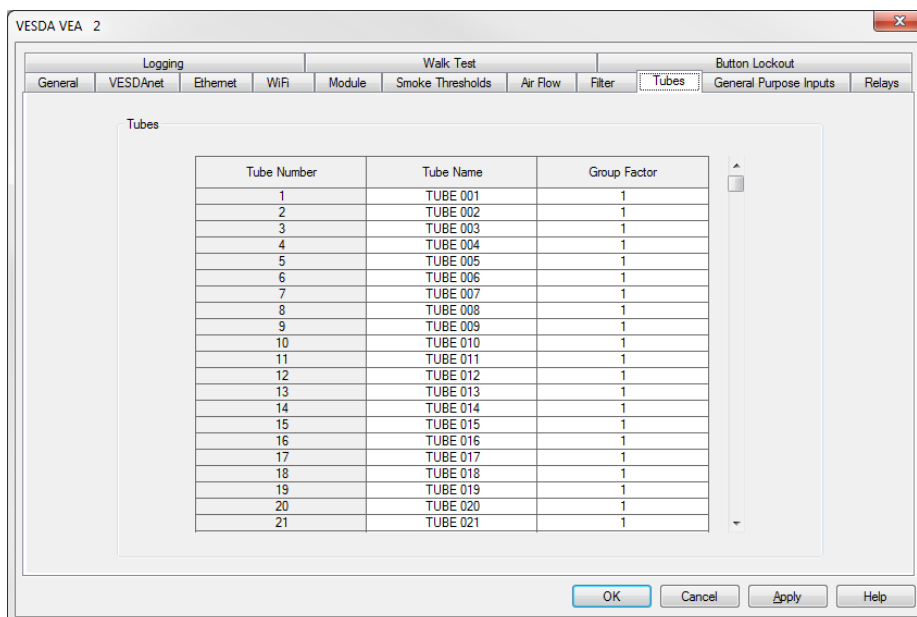 VESDA VEA 2
Logging Walk Test Button Lockout
General VESDAnet Ethernet WiFi Module Smoke Thresholds Air Flow Filter Tubes General Purpose Inputs Relays
Tubes
Tube Number Tube Name Group Factor
1 TUBE 001 1
2 TUBE 002 1
3 TUBE 003 1
4 TUBE 004 1
5 TUBE 005 1
6 TUBE 006 1
7 TUBE 007 1
8 TUBE 008 1
9 TUBE 009 1
10 TUBE 010 1
11 TUBE 011 1
12 TUBE 012 1
13 TUBE 013 1
14 TUBE 014 1
15 TUBE 015 1
16 TUBE 016 1
17 TUBE 017 1
18 TUBE 018 1
19 TUBE 019 1
20 TUBE 020 1
21 TUBE 021 1
OK Cancel Apply Help